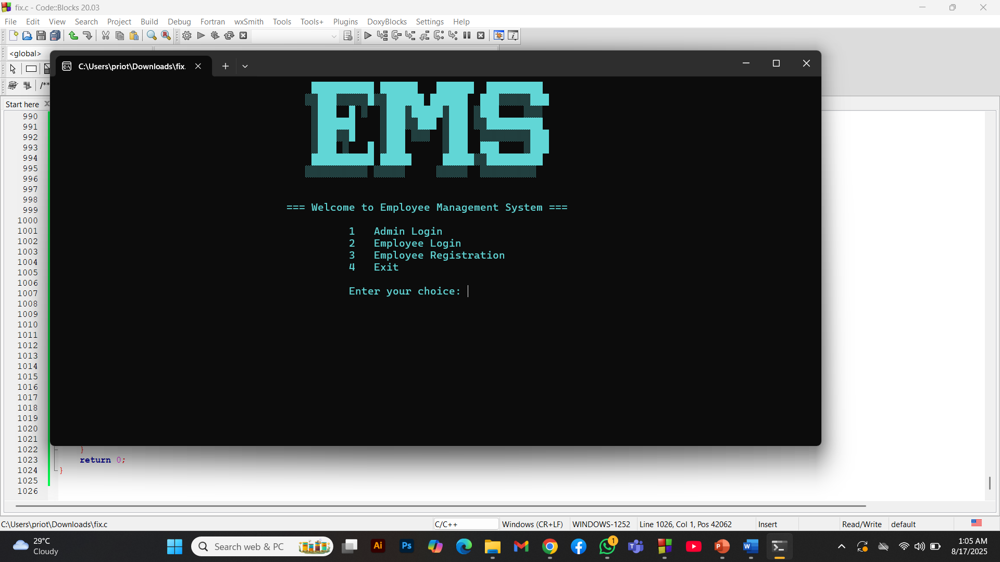 fix.c - Code::Blocks 20.03
File Edit View Search Project Build Debug Fortran wxSmith Tools Tools+ Plugins DoxyBlocks Settings Help
<global>
C:\Users\priot\Downloads\fix.
/**
Start here
EMS
=== Welcome to Employee Management System ===
1 Admin Login
2 Employee Login
3 Employee Registration
4 Exit
Enter your choice:
990
991
992
993
994
995
996
997
998
999
1000
1001
1002
1003
1004
1005
1006
1007
1008
1009
1010
1011
1012
1013
1014
1015
1016
1017
1018
1019
1020
1021
1022 }
1023 return 0;
1024 }
1025
1026
C:\Users\priot\Downloads\fix.c C/C++ Windows (CR+LF) WINDOWS-1252 Line 1026, Col 1, Pos 42062 Insert Read/Write default
29°C
Cloudy
Search web & PC
Ai
Ps
1
1:05 AM
8/17/2025